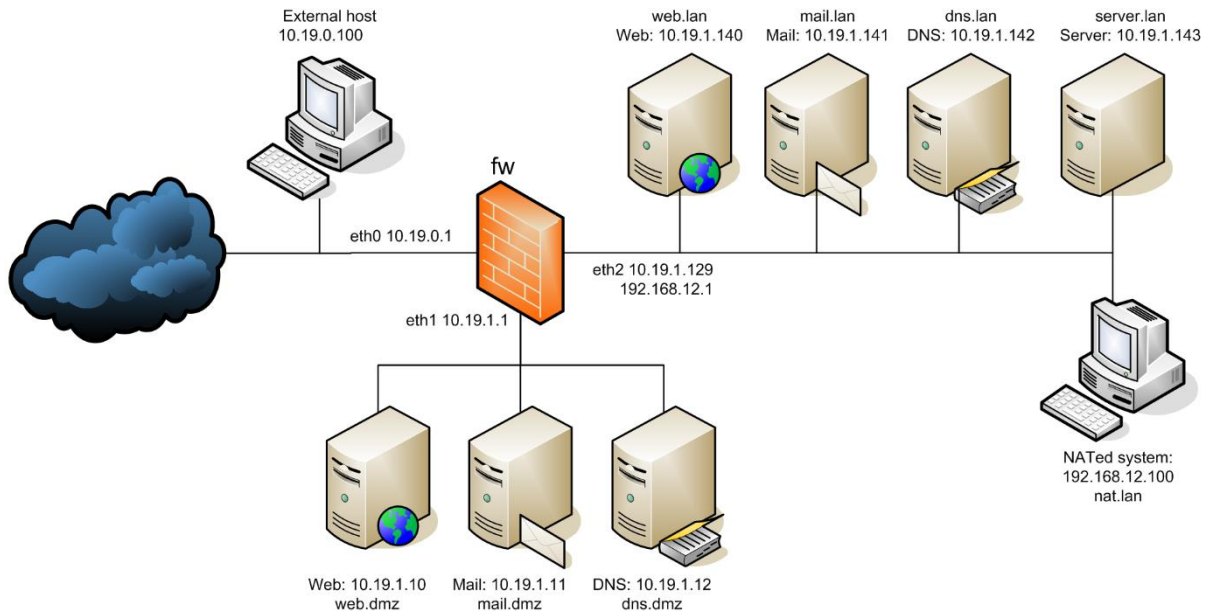 External host
10.19.0.100
web.lan
Web: 10.19.1.140
mail.lan
Mail: 10.19.1.141
dns.lan
DNS: 10.19.1.142
server.lan
Server: 10.19.1.143
fw
eth0 10.19.0.1
eth2 10.19.1.129
192.168.12.1
eth1 10.19.1.1
NATed system:
192.168.12.100
nat.lan
Web: 10.19.1.10
web.dmz
Mail: 10.19.1.11
mail.dmz
DNS: 10.19.1.12
dns.dmz